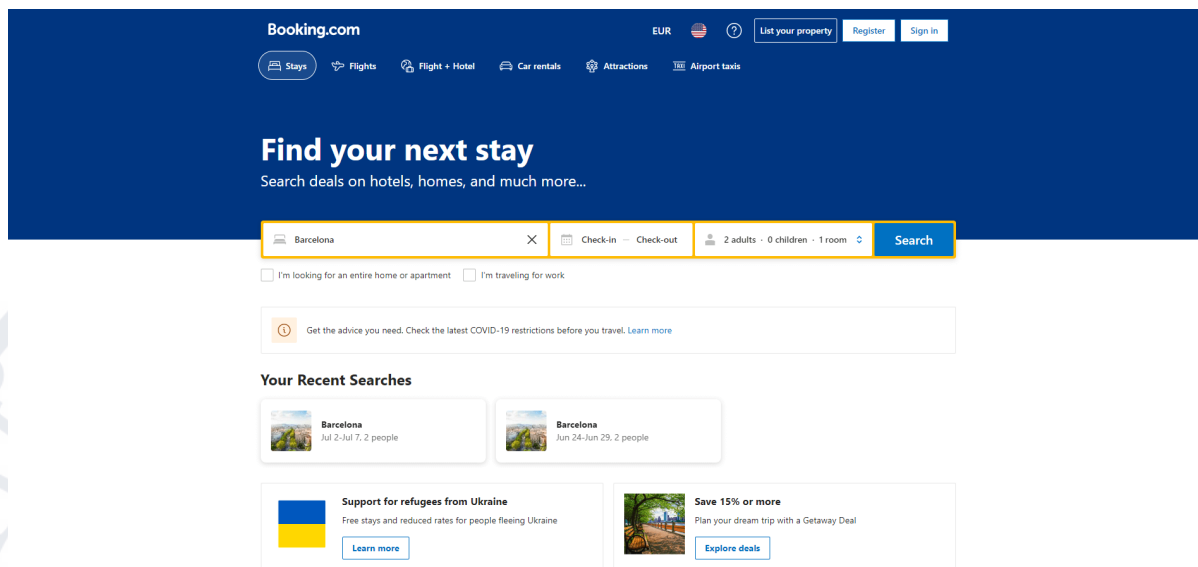 Booking.com
EUR
List your property
Register
Sign in
Stays
Flights
Flight + Hotel
Car rentals
Attractions
TAXI Airport taxis
Find your next stay
Search deals on hotels, homes, and much more...
Barcelona
Check-in — Check-out
2 adults · 0 children · 1 room
Search
I'm looking for an entire home or apartment
I'm traveling for work
Get the advice you need. Check the latest COVID-19 restrictions before you travel. Learn more
Your Recent Searches
Barcelona
Jul 2-Jul 7, 2 people
Barcelona
Jun 24-Jun 29, 2 people
Support for refugees from Ukraine
Free stays and reduced rates for people fleeing Ukraine
Learn more
Save 15% or more
Plan your dream trip with a Getaway Deal
Explore deals